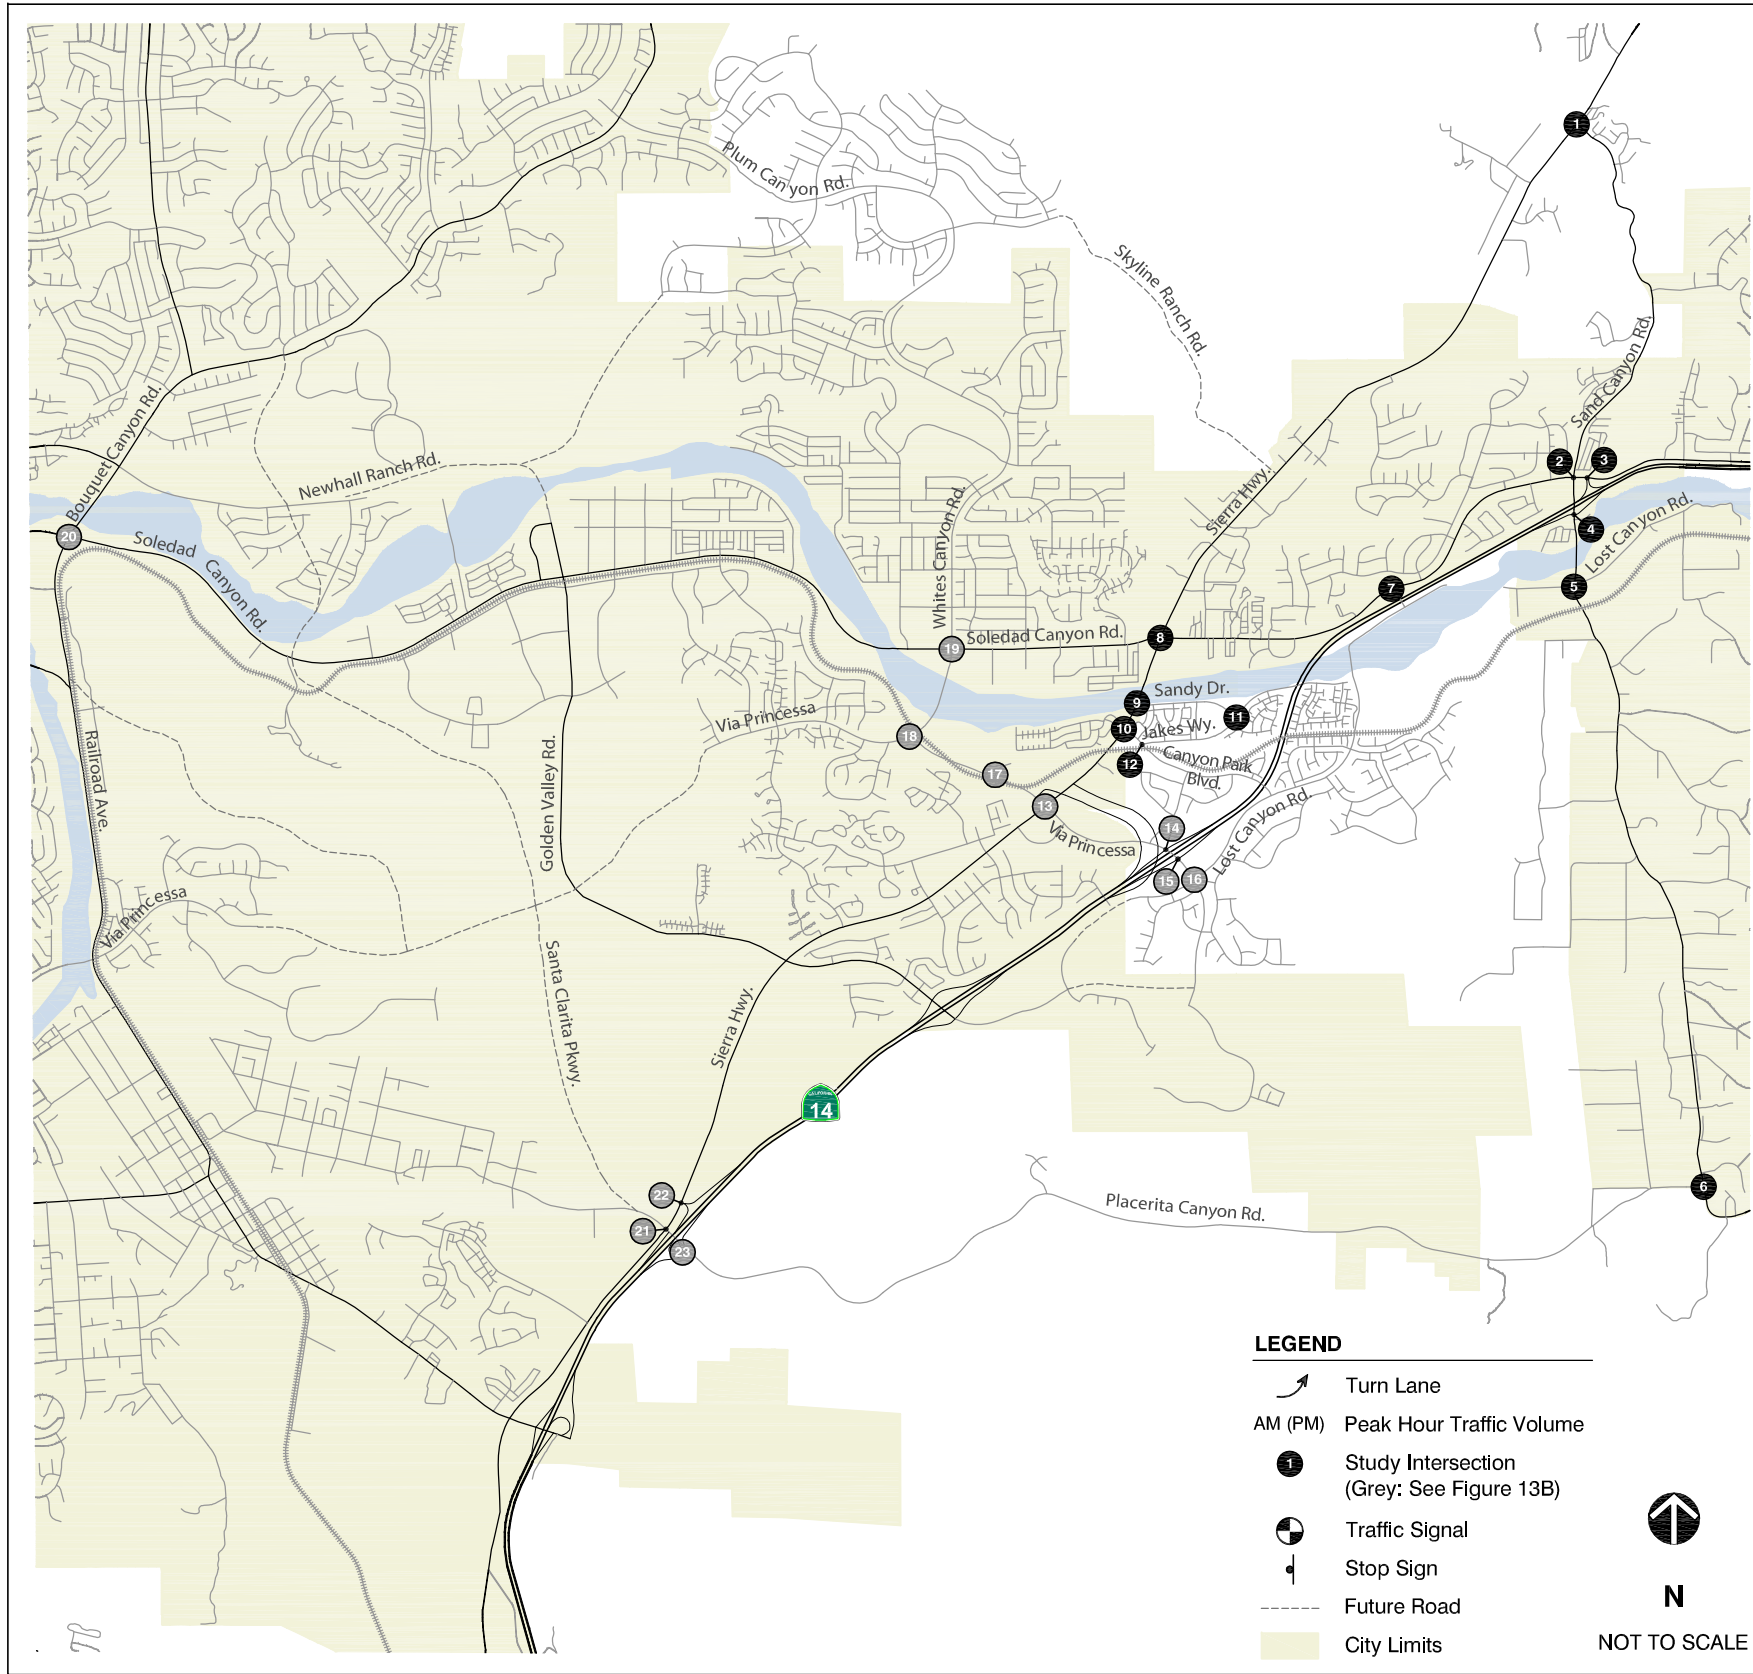 1
Plum Canyon Rd.
Skyline Ranch Rd.
Sand Canyon Rd.
Bouquet Canyon Rd.
Newhall Ranch Rd.
Sierra Hwy.
2
3
4
Lost Canyon Rd.
5
20
Soledad
Canyon Rd.
Whites Canyon Rd.
7
8
Soledad Canyon Rd.
19
9
Sandy Dr.
10
Jakes Wy.
11
12
Canyon Park
Blvd.
Via Princessa
18
17
13
Via Princessa
14
15
16
Lost Canyon Rd.
Railroad Ave.
Golden Valley Rd.
Via Princessa
Santa Clarita Pkwy.
Sierra Hwy.
CALIFORNIA
14
6
Placerita Canyon Rd.
22
21
23
LEGEND
Turn Lane
AM (PM) Peak Hour Traffic Volume
1 Study Intersection
(Grey: See Figure 13B)
Traffic Signal
Stop Sign
Future Road
City Limits
N
NOT TO SCALE